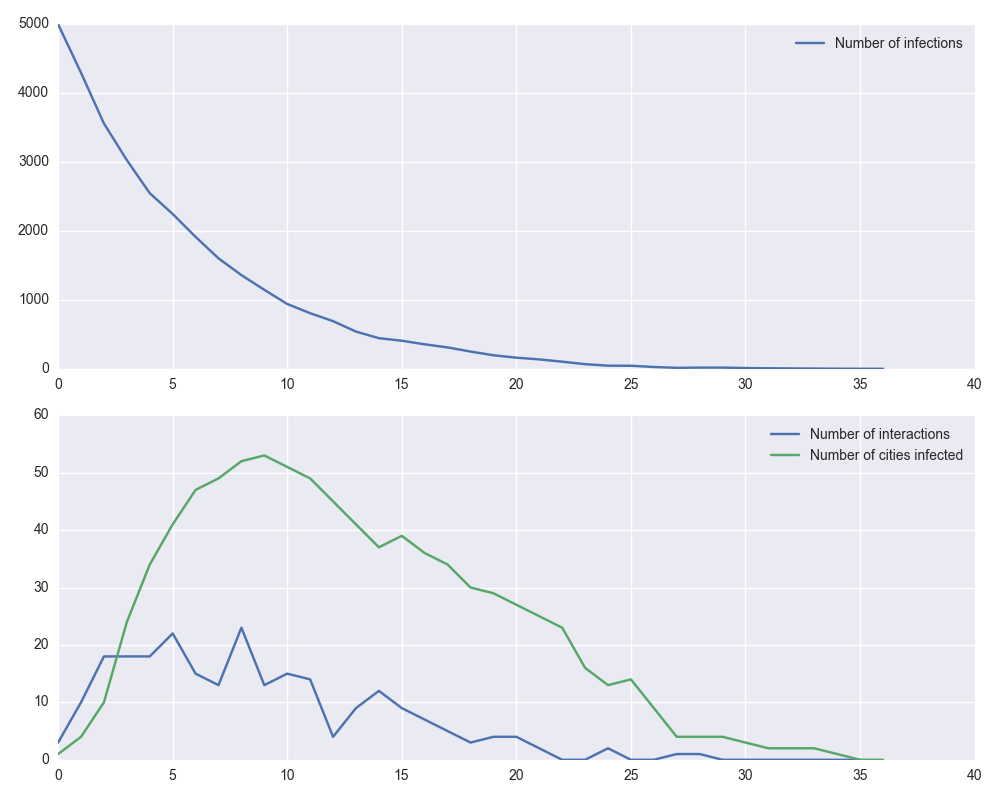 5000
Number of infections
4000
3000
2000
1000
0
0 5 10 15 20 25 30 35 40
60
Number of interactions
Number of cities infected
50
40
30
20
10
0
0 5 10 15 20 25 30 35 40